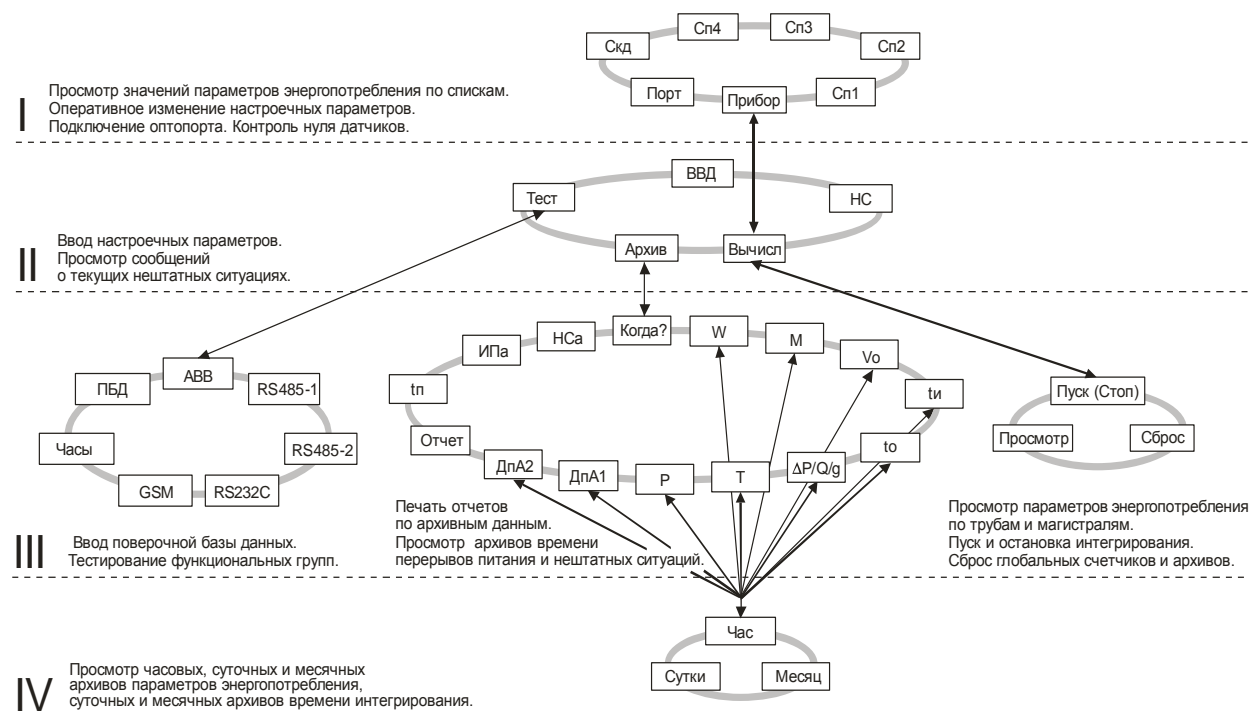 Сп4
Сп3
Скд
Сп2
Порт
Прибор
Сп1
I
Просмотр значений параметров энергопотребления по спискам.
Оперативное изменение настроечных параметров.
Подключение оптопорта. Контроль нуля датчиков.
ВВД
Тест
НС
Архив
Вычисл
II
Ввод настроечных параметров.
Просмотр сообщений
о текущих нештатных ситуациях.
Когда?
W
M
Vo
tи
to
ΔP/Q/g
T
P
ДпА1
ДпА2
Отчет
tп
ИПа
НСа
АВВ
ПБД
RS485-1
Часы
RS485-2
GSM
RS232C
Пуск (Стоп)
Просмотр
Сброс
III
Ввод поверочной базы данных.
Тестирование функциональных групп.
Печать отчетов
по архивным данным.
Просмотр архивов времени
перерывов питания и нештатных ситуаций.
Просмотр параметров энергопотребления
по трубам и магистралям.
Пуск и остановка интегрирования.
Сброс глобальных счетчиков и архивов.
Час
Сутки
Месяц
IV
Просмотр часовых, суточных и месячных
архивов параметров энергопотребления,
суточных и месячных архивов времени интегрирования.